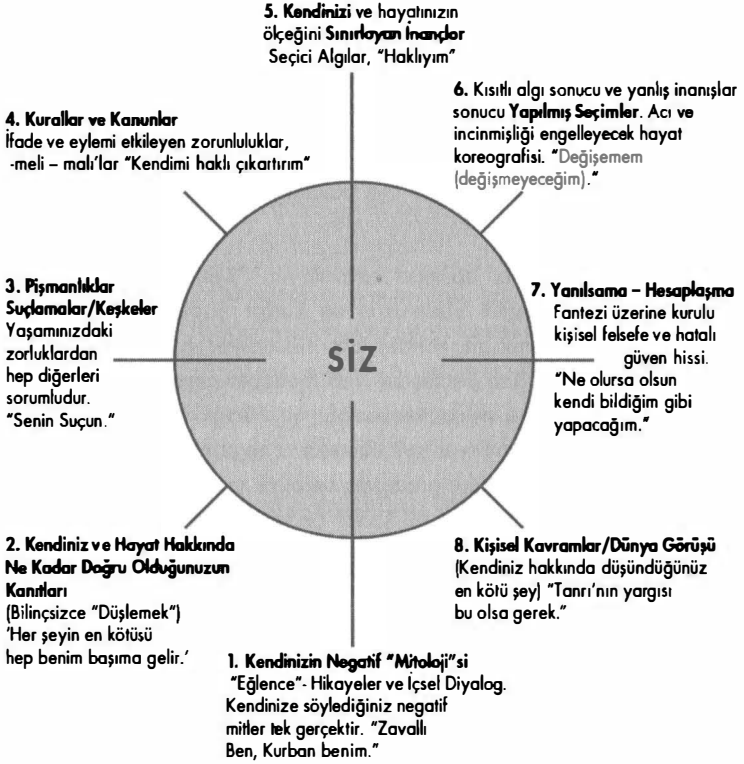 5. Kendinizi ve hayatınızın
ölçeğini Sınırlayan İnançlar
Seçici Algılar, "Haklıyım"
6. Kısıtlı algı sonucu ve yanlış inanışlar
sonucu Yapılmış Seçimler. Acı ve
incinmişliği engelleyecek hayat
koreografisi. "Değişemem
(değişmeyeceğim)."
4. Kurallar ve Kanunlar
İfade ve eylemi etkileyen zorunluluklar,
-meli – malı'lar "Kendimi haklı çıkartırım"
3. Pişmanlıklar
Suçlamalar/Keşkeler
Yaşamınızdaki
zorluklardan
hep diğerleri
sorumludur.
"Senin Suçun."
siz
7. Yanılsama – Hesaplaşma
Fantezi üzerine kurulu
kişisel felsefe ve hatalı
güven hissi.
"Ne olursa olsun
kendi bildiğim gibi
yapacağım."
2. Kendiniz ve Hayat Hakkında
Ne Kadar Doğru Olduğunuzun
Kanıtları
(Bilinçsizce "Düşlemek")
'Her şeyin en kötüsü
hep benim başıma gelir.'
8. Kişisel Kavramlar/Dünya Görüşü
(Kendiniz hakkında düşündüğünüz
en kötü şey) "Tanrı'nın yargısı
bu olsa gerek."
1. Kendinizin Negatif "Mitoloji"si
"Eğlence"- Hikayeler ve İçsel Diyalog.
Kendinize söylediğiniz negatif
mitler tek gerçektir. "Zavallı
Ben, Kurban benim."